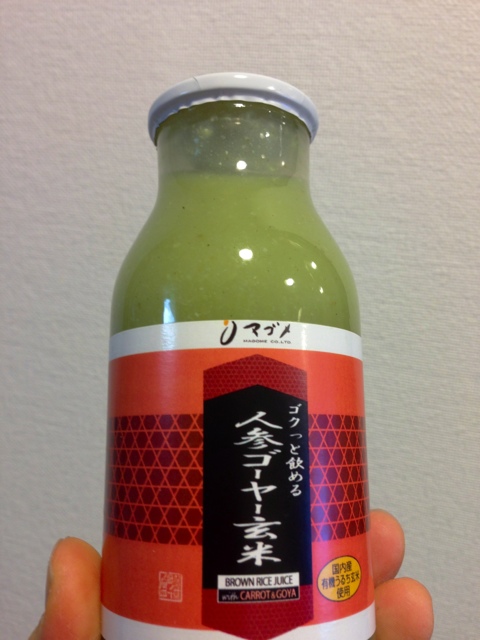 マゴメ
MAGOME CO.,LTD.
ゴクっと飲める
人参ゴーヤー玄米
BROWN RICE JUICE
with CARROT & GOYA
国内産
有機うるち玄米
使用